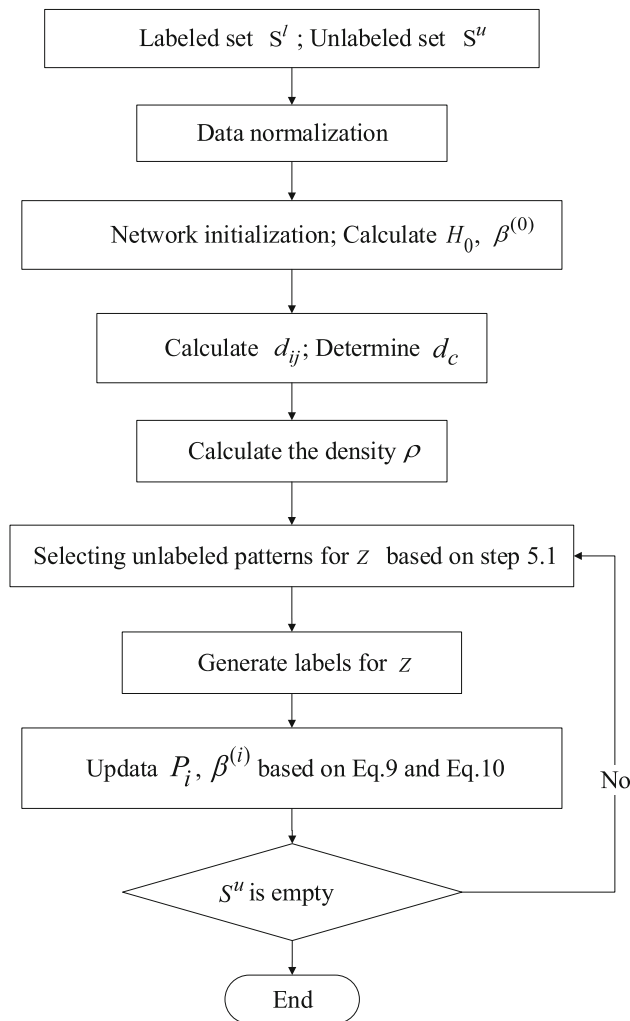 Labeled set S^l ; Unlabeled set S^u
Data normalization
Network initialization; Calculate H_0, β^(0)
Calculate d_ij; Determine d_c
Calculate the density ρ
Selecting unlabeled patterns for z based on step 5.1
Generate labels for z
Updata P_i, β^(i) based on Eq.9 and Eq.10
No
S^u is empty
End